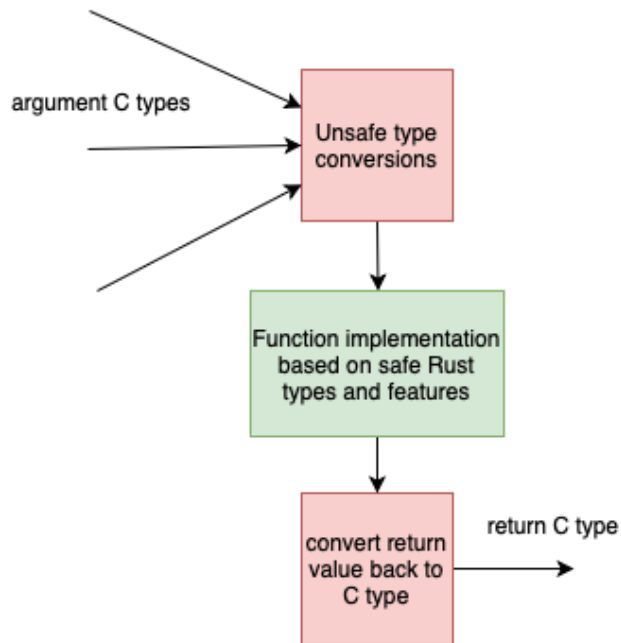 argument C types
Unsafe type
conversions
Function implementation
based on safe Rust
types and features
convert return
value back to
C type
return C type